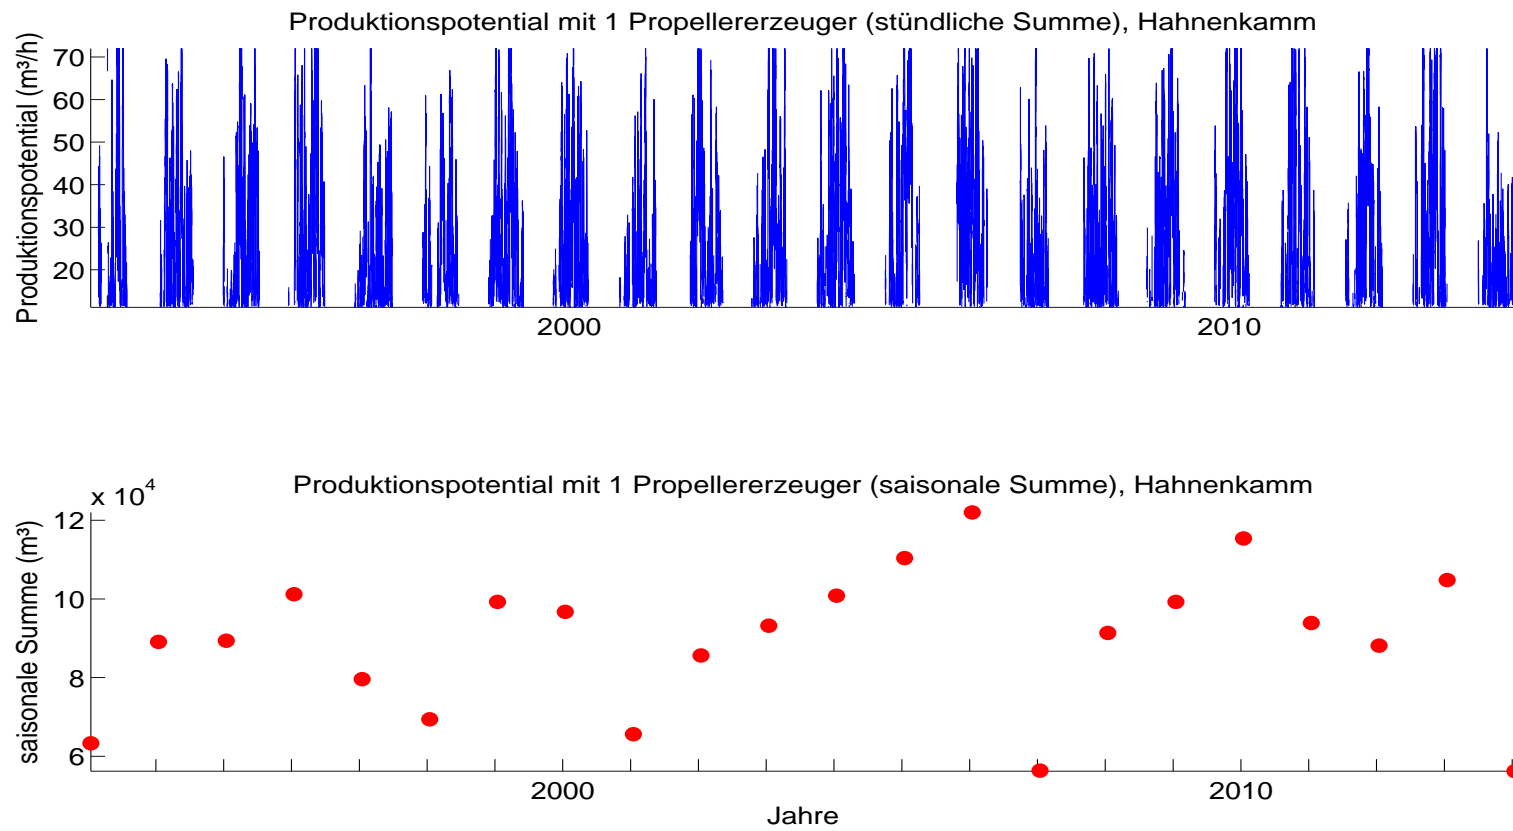 Produktionspotential mit 1 Propellererzeuger (stündliche Summe), Hahnenkamm
Produktionspotential (m³/h)
70
60
50
40
30
20
2000
2010
Produktionspotential mit 1 Propellererzeuger (saisonale Summe), Hahnenkamm
x 10⁴
saisonale Summe (m³)
12
10
8
6
2000
2010
Jahre